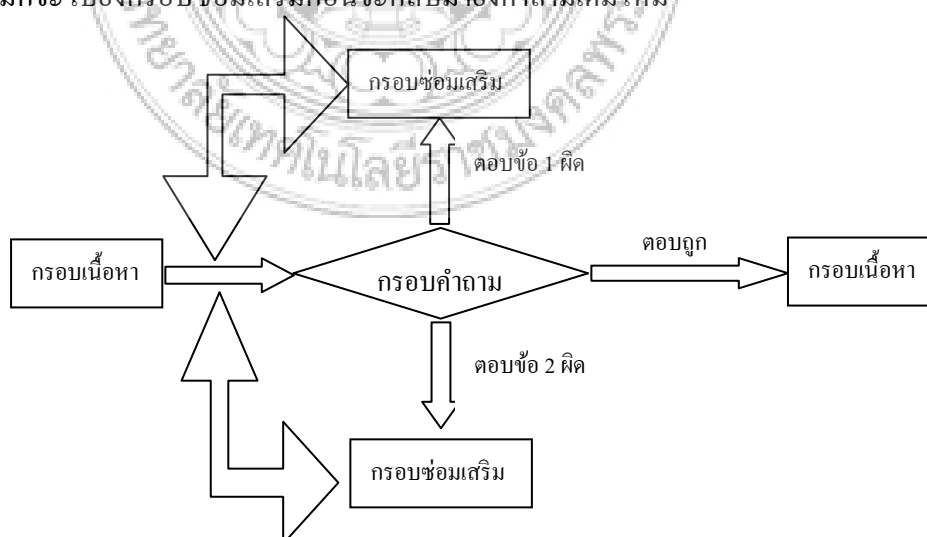 กรอบซ่อมเสริม
ตอบข้อ 1 ผิด
ตอบถูก
กรอบเนื้อหา
กรอบคำถาม
กรอบเนื้อหา
ตอบข้อ 2 ผิด
กรอบซ่อมเสริม